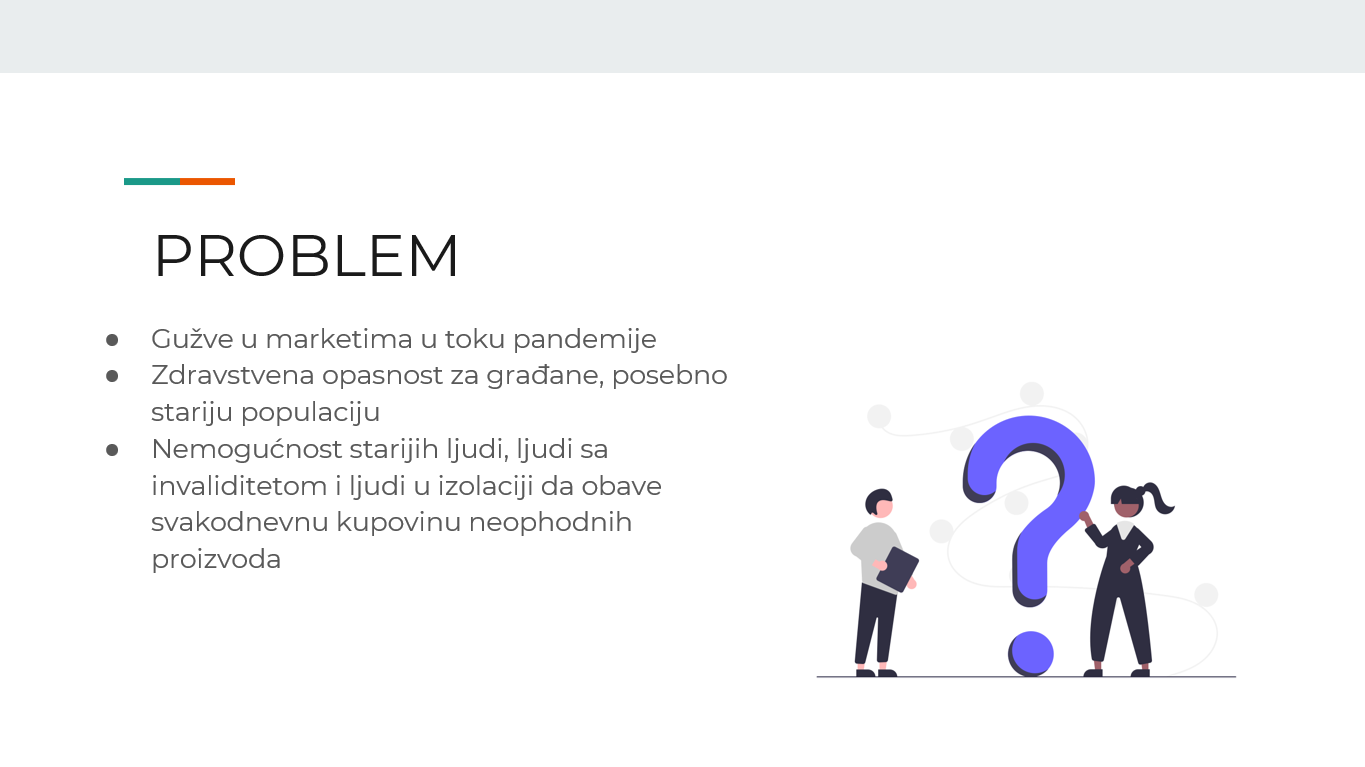 PROBLEM
● Gužve u marketima u toku pandemije
● Zdravstvena opasnost za građane, posebno
stariju populaciju
● Nemogućnost starijih ljudi, ljudi sa
invaliditetom i ljudi u izolaciji da obave
svakodnevnu kupovinu neophodnih
proizvoda